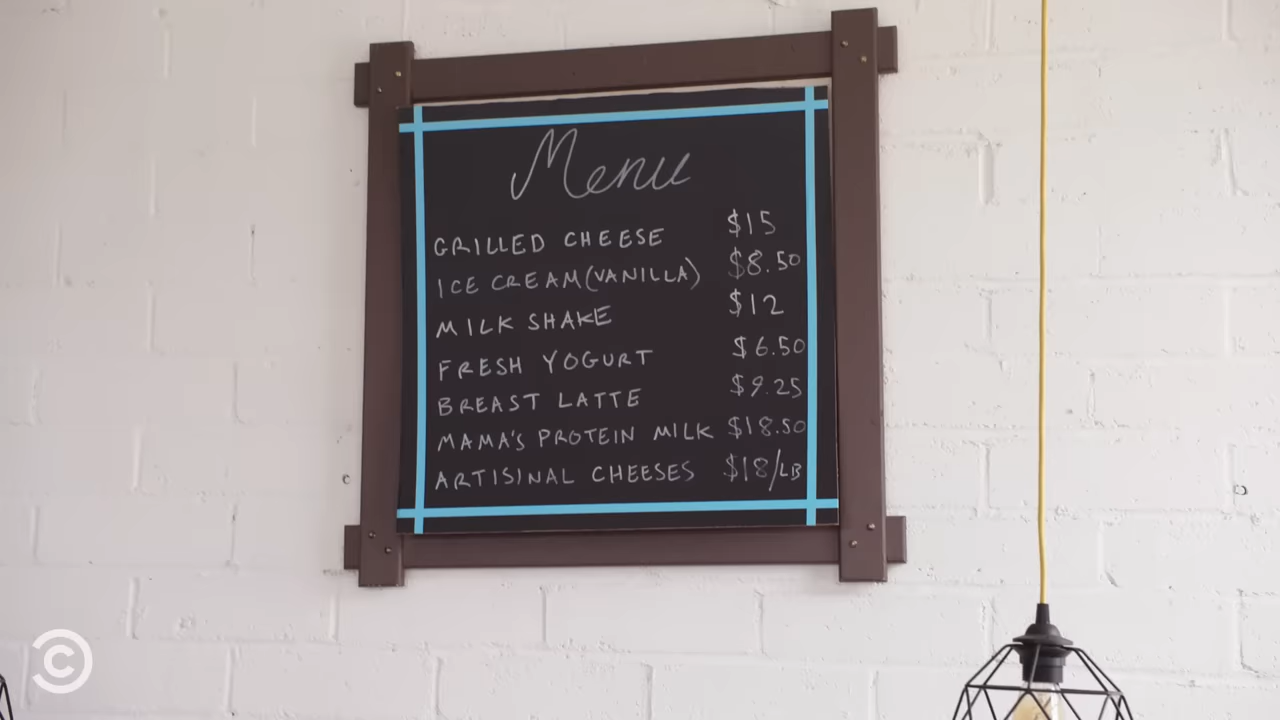 Menu
GRILLED CHEESE $15
ICE CREAM(VANILLA) $8.50
MILK SHAKE $12
FRESH YOGURT $6.50
BREAST LATTE $9.25
MAMA'S PROTEIN MILK $18.50
ARTISINAL CHEESES $18/LB